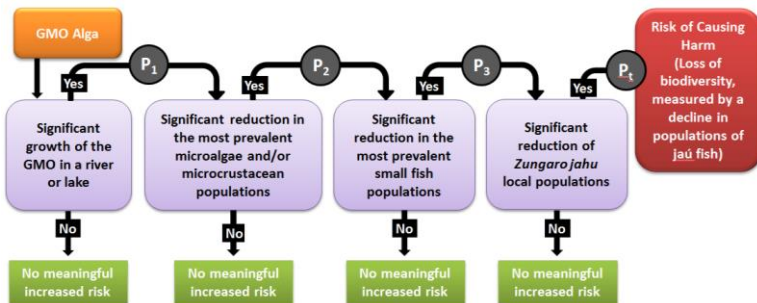 GMO Alga
P1
P2
P3
Pt
Risk of Causing
Harm
(Loss of
biodiversity,
measured by a
decline in
populations of
jaú fish)
Yes
Yes
Yes
Yes
Significant
growth of the
GMO in a river
or lake
Significant reduction in
the most prevalent
microalgae and/or
microcrustacean
populations
Significant
reduction in the
most prevalent
small fish
populations
Significant
reduction of
Zungaro jahu
local populations
No
No
No
No
No meaningful
increased risk
No meaningful
increased risk
No meaningful
increased risk
No meaningful
increased risk